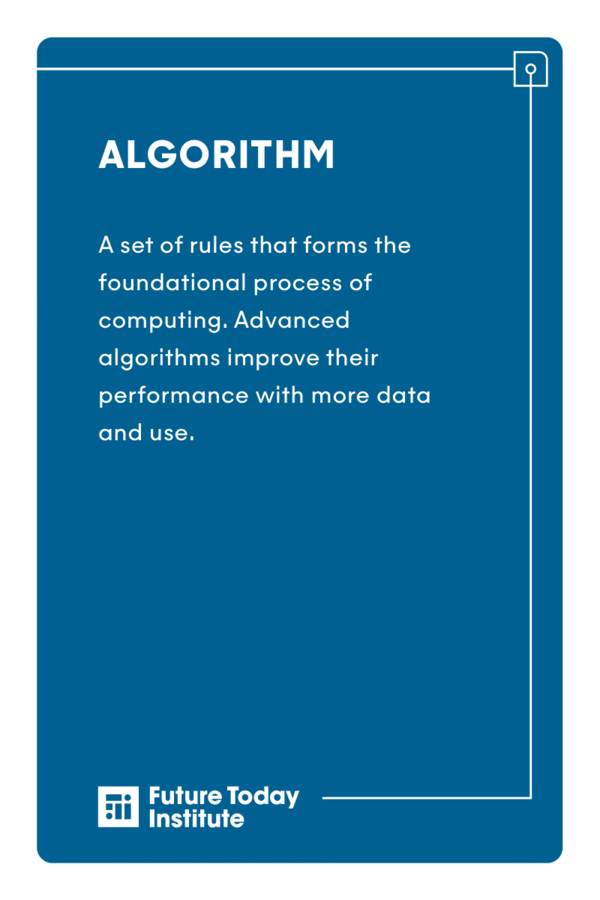 ALGORITHM
A set of rules that forms the
foundational process of
computing. Advanced
algorithms improve their
performance with more data
and use.
Future Today
Institute